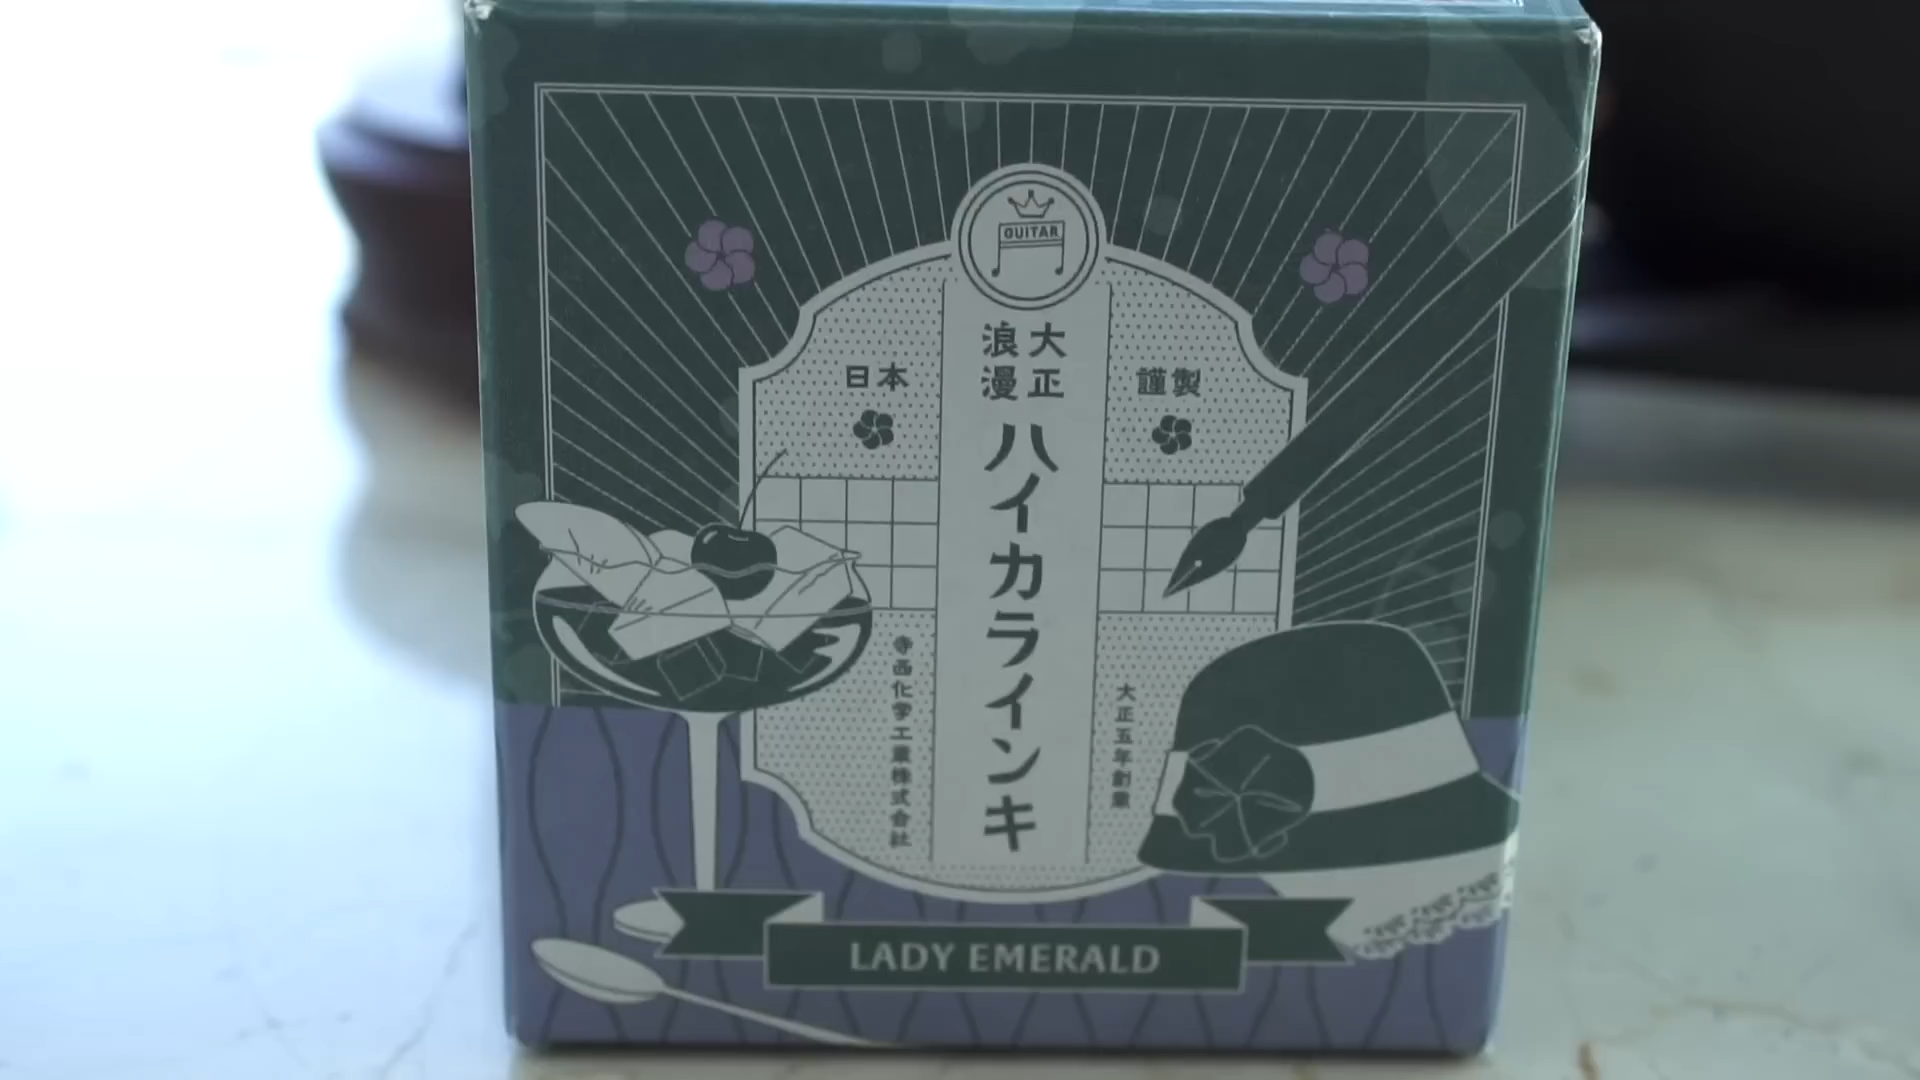 GUITAR
大正
浪漫
ハイカラインキ
謹製
日本
大正五年創業
寺西化学工業株式会社
LADY EMERALD